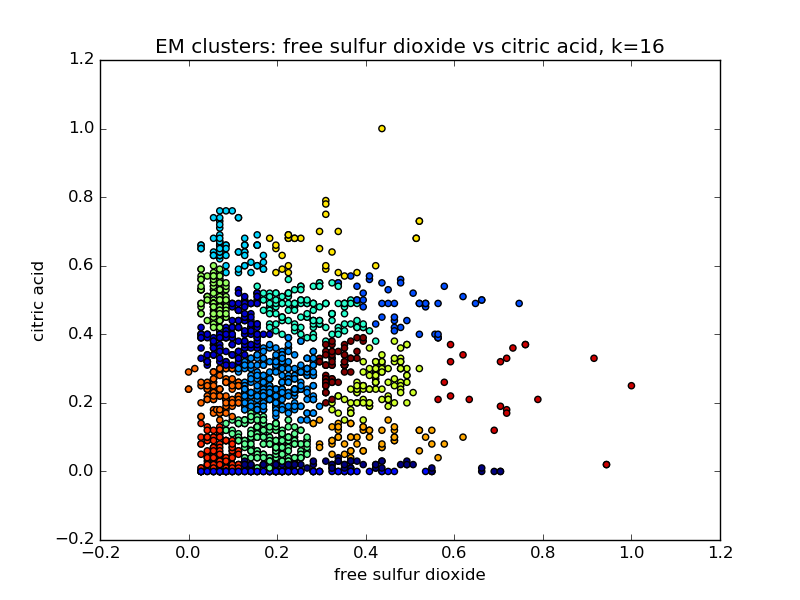 EM clusters: free sulfur dioxide vs citric acid, k=16
1.2
1.0
0.8
0.6
0.4
0.2
0.0
−0.2
citric acid
−0.2 0.0 0.2 0.4 0.6 0.8 1.0 1.2
free sulfur dioxide